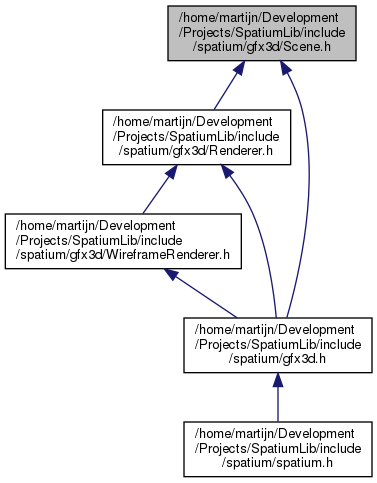 /home/martijn/Development
/Projects/SpatiumLib/include
/spatium/gfx3d/Scene.h
/home/martijn/Development
/Projects/SpatiumLib/include
/spatium/gfx3d/Renderer.h
/home/martijn/Development
/Projects/SpatiumLib/include
/spatium/gfx3d/WireframeRenderer.h
/home/martijn/Development
/Projects/SpatiumLib/include
/spatium/gfx3d.h
/home/martijn/Development
/Projects/SpatiumLib/include
/spatium/spatium.h